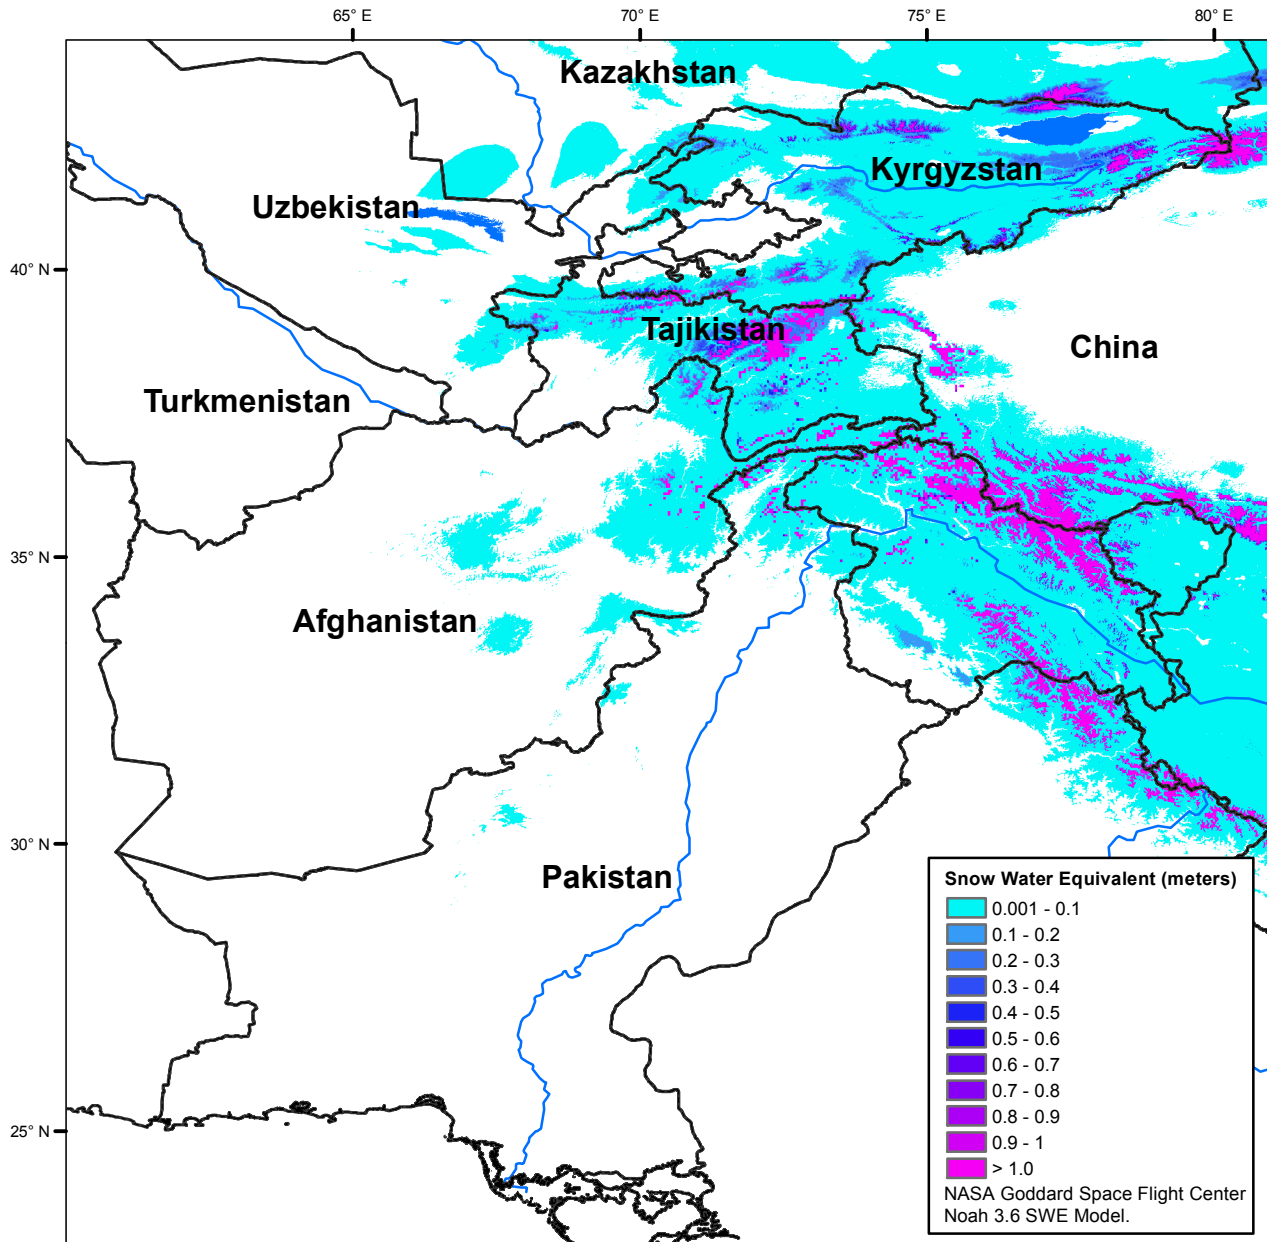 65° E
70° E
75° E
80° E
Kazakhstan
Kyrgyzstan
Uzbekistan
40° N
Tajikistan
China
Turkmenistan
35° N
Afghanistan
30° N
Pakistan
25° N
Snow Water Equivalent (meters)
0.001 - 0.1
0.1 - 0.2
0.2 - 0.3
0.3 - 0.4
0.4 - 0.5
0.5 - 0.6
0.6 - 0.7
0.7 - 0.8
0.8 - 0.9
0.9 - 1
> 1.0
NASA Goddard Space Flight Center
Noah 3.6 SWE Model.